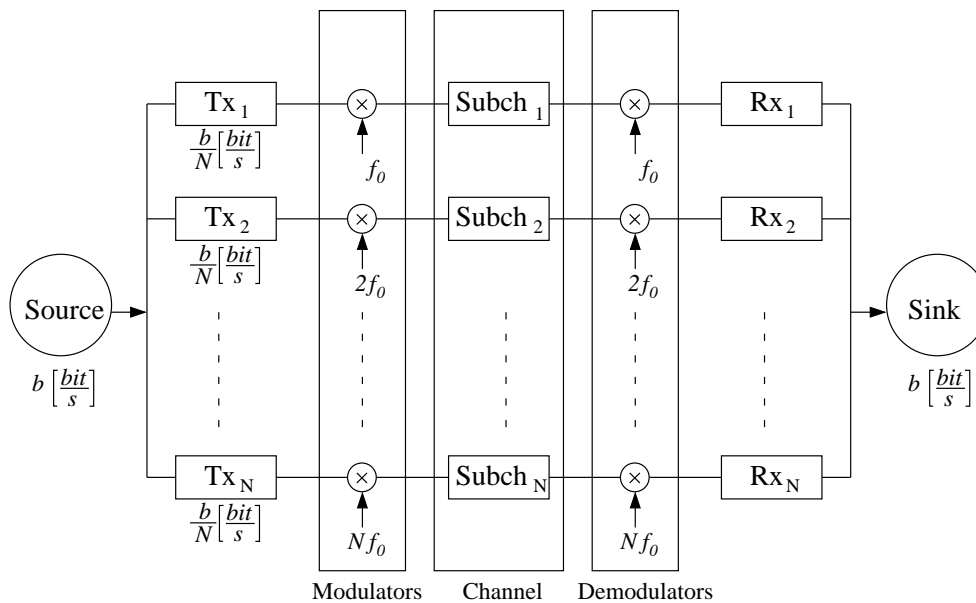 Tx 1
Subch 1
Rx 1
b/N [bit/s]
f0
f0
Tx 2
Subch 2
Rx 2
b/N [bit/s]
2f0
2f0
Source
Sink
b [bit/s]
b [bit/s]
Tx N
Subch N
Rx N
b/N [bit/s]
Nf0
Nf0
Modulators
Channel
Demodulators